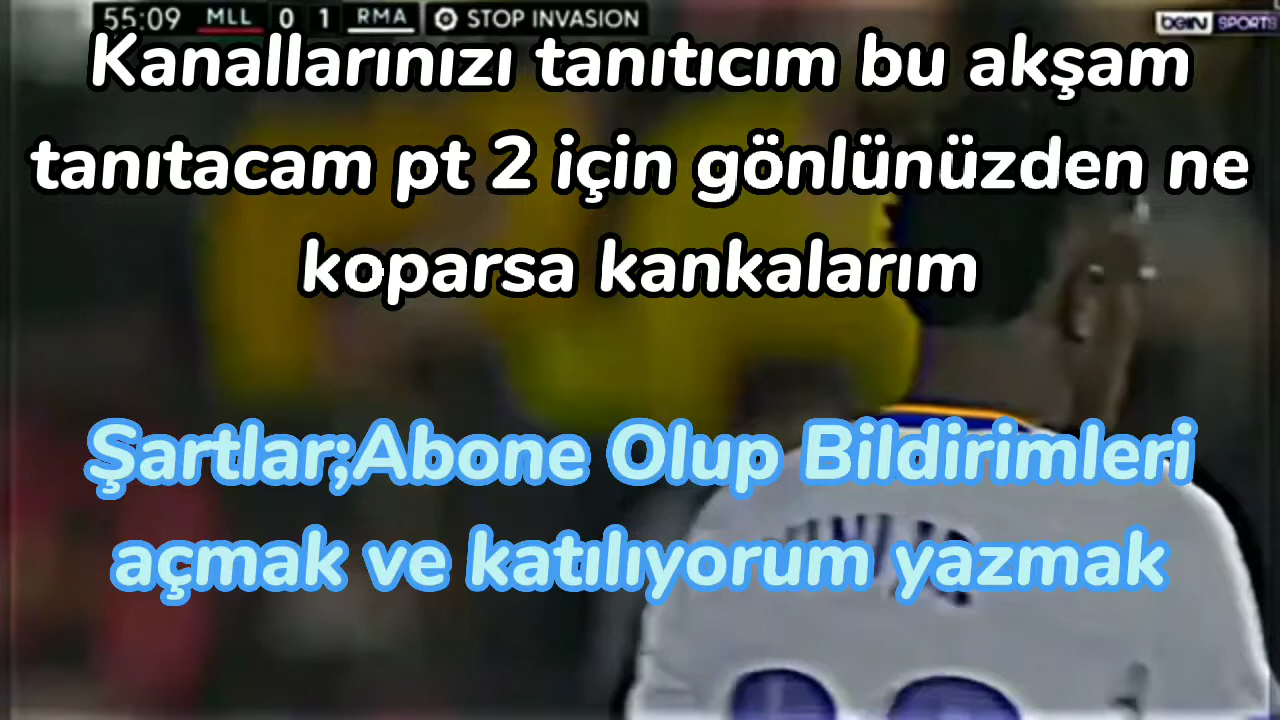 55:09 MLL 0 1 RMA STOP INVASION beIN SPORTS
Kanallarınızı tanıtıcım bu akşam
tanıtacam pt 2 için gönlünüzden ne
koparsa kankalarım
Şartlar;Abone Olup Bildirimleri
açmak ve katılıyorum yazmak